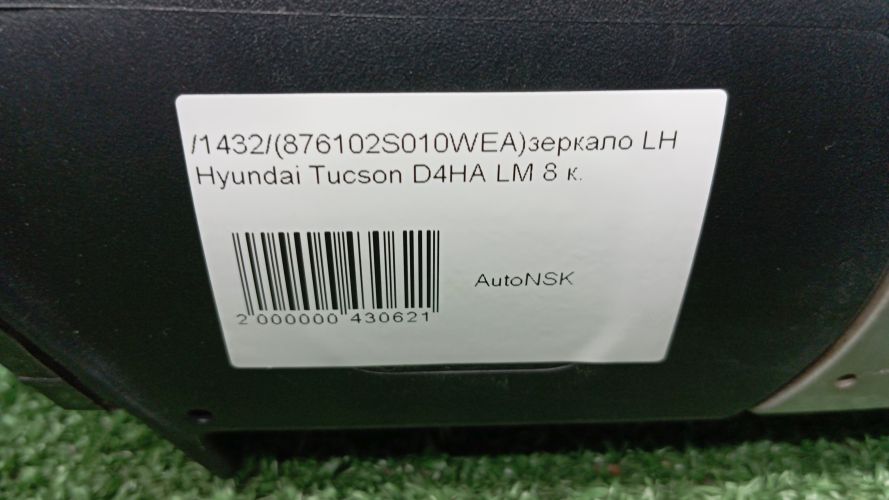 /1432/(876102S010WEA)зеркало LH
Hyundai Tucson D4HA LM 8 к.
AutoNSK
2 000000 430621